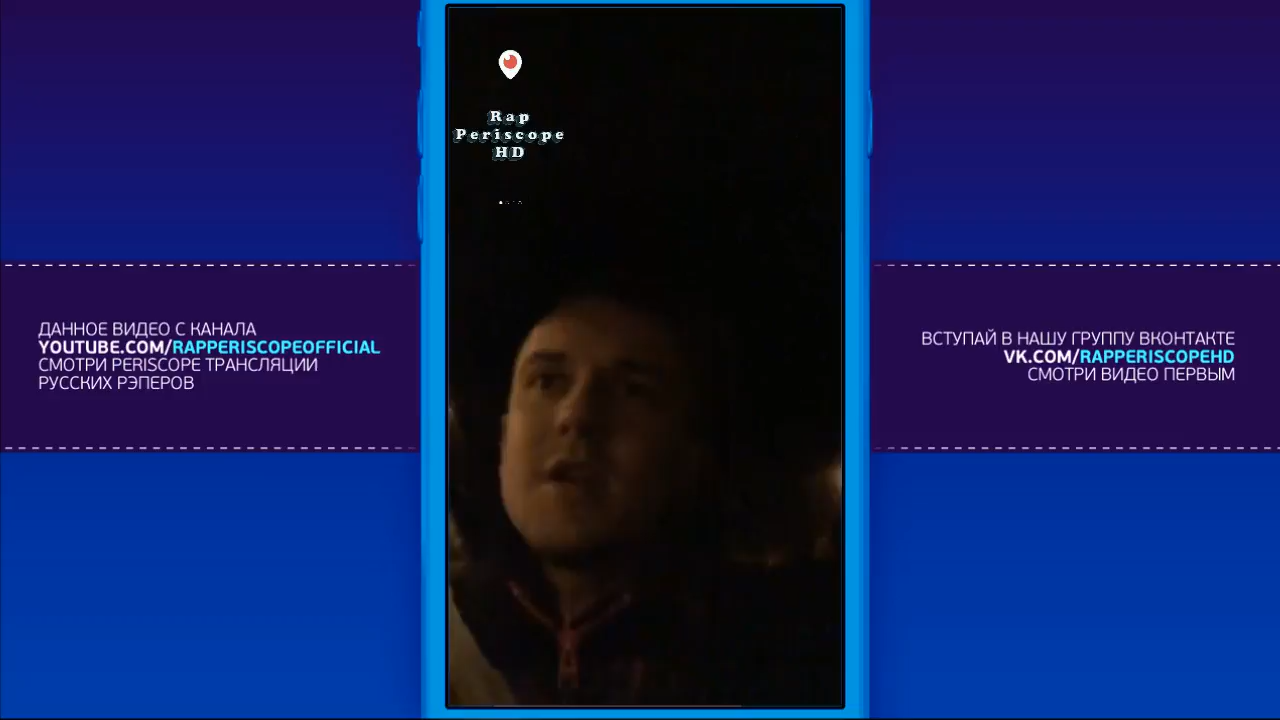 Rap
Periscope
HD
ДАННОЕ ВИДЕО С КАНАЛА
YOUTUBE.COM/RAPPERISCOPEOFFICIAL
СМОТРИ PERISCOPE ТРАНСЛЯЦИИ
РУССКИХ РЭПЕРОВ
ВСТУПАЙ В НАШУ ГРУППУ ВКОНТАКТЕ
VK.COM/RAPPERISCOPEHD
СМОТРИ ВИДЕО ПЕРВЫМ